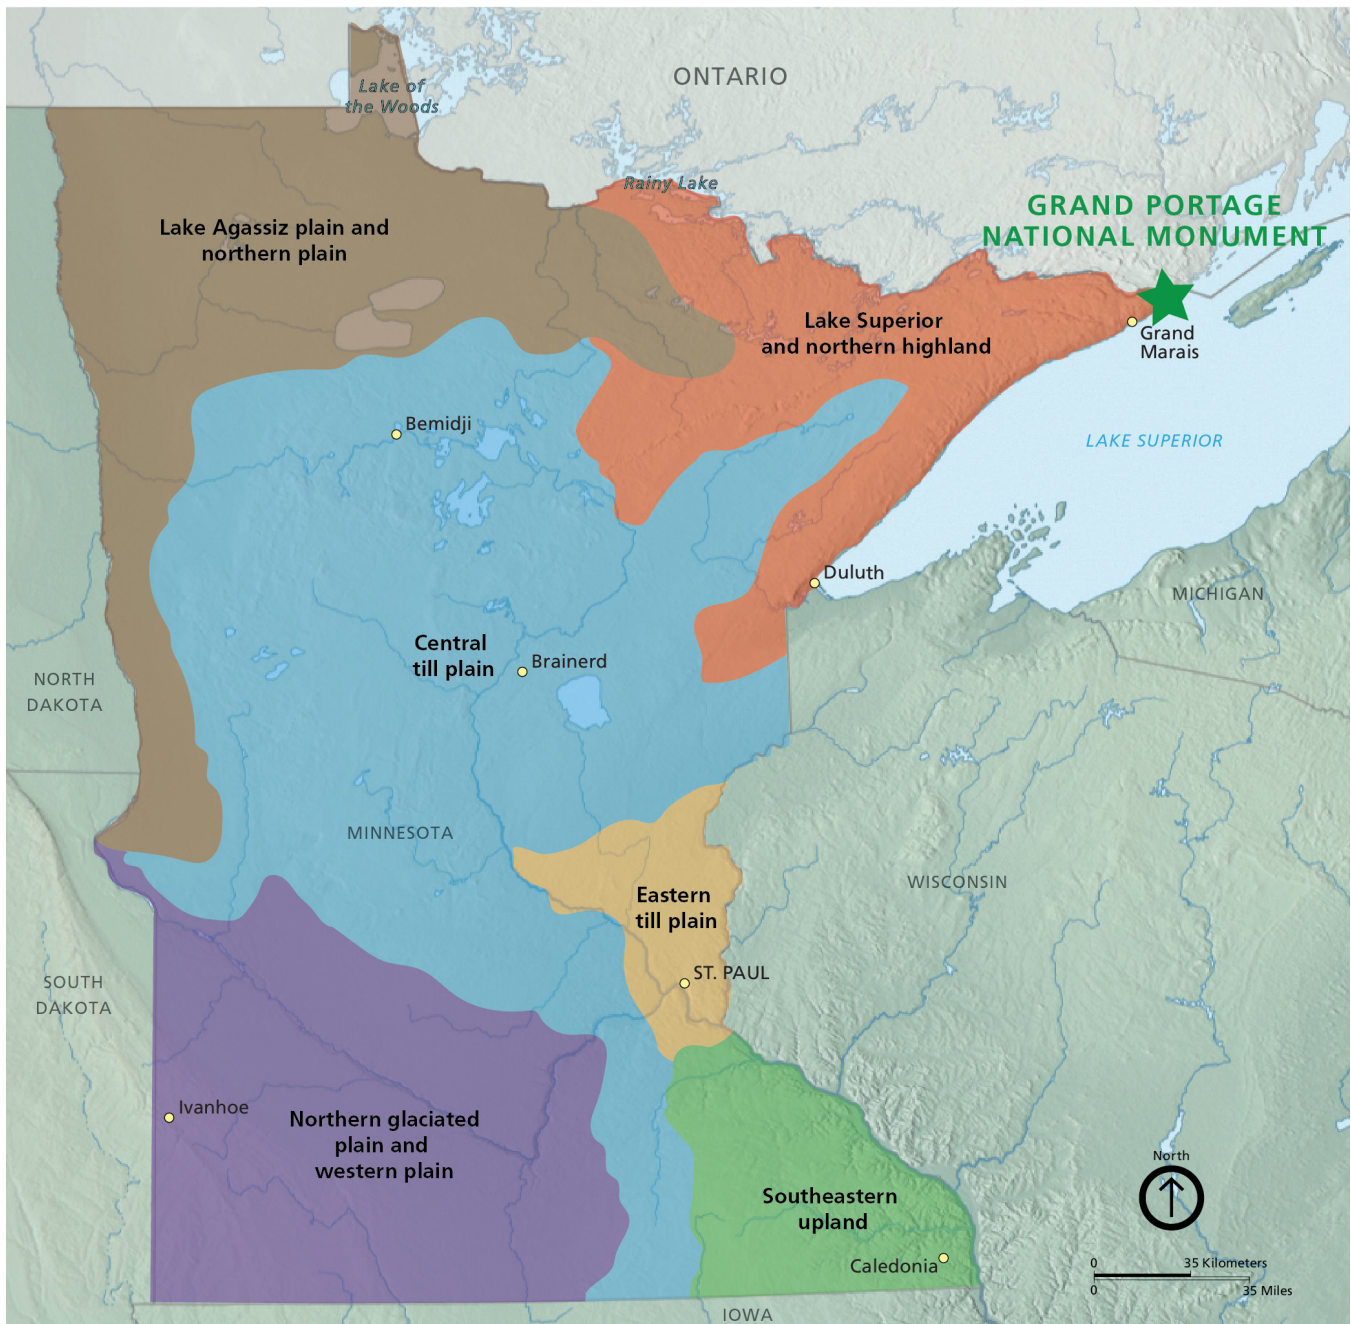 ONTARIO
Lake of
the Woods
Rainy Lake
GRAND PORTAGE
NATIONAL MONUMENT
Lake Agassiz plain and
northern plain
Lake Superior
and northern highland
Grand
Marais
Bemidji
LAKE SUPERIOR
Duluth
MICHIGAN
Central
till plain
Brainerd
NORTH
DAKOTA
MINNESOTA
WISCONSIN
Eastern
till plain
ST. PAUL
SOUTH
DAKOTA
Ivanhoe
Northern glaciated
plain and
western plain
North
Southeastern
upland
Caledonia
0
35 Kilometers
0
35 Miles
IOWA